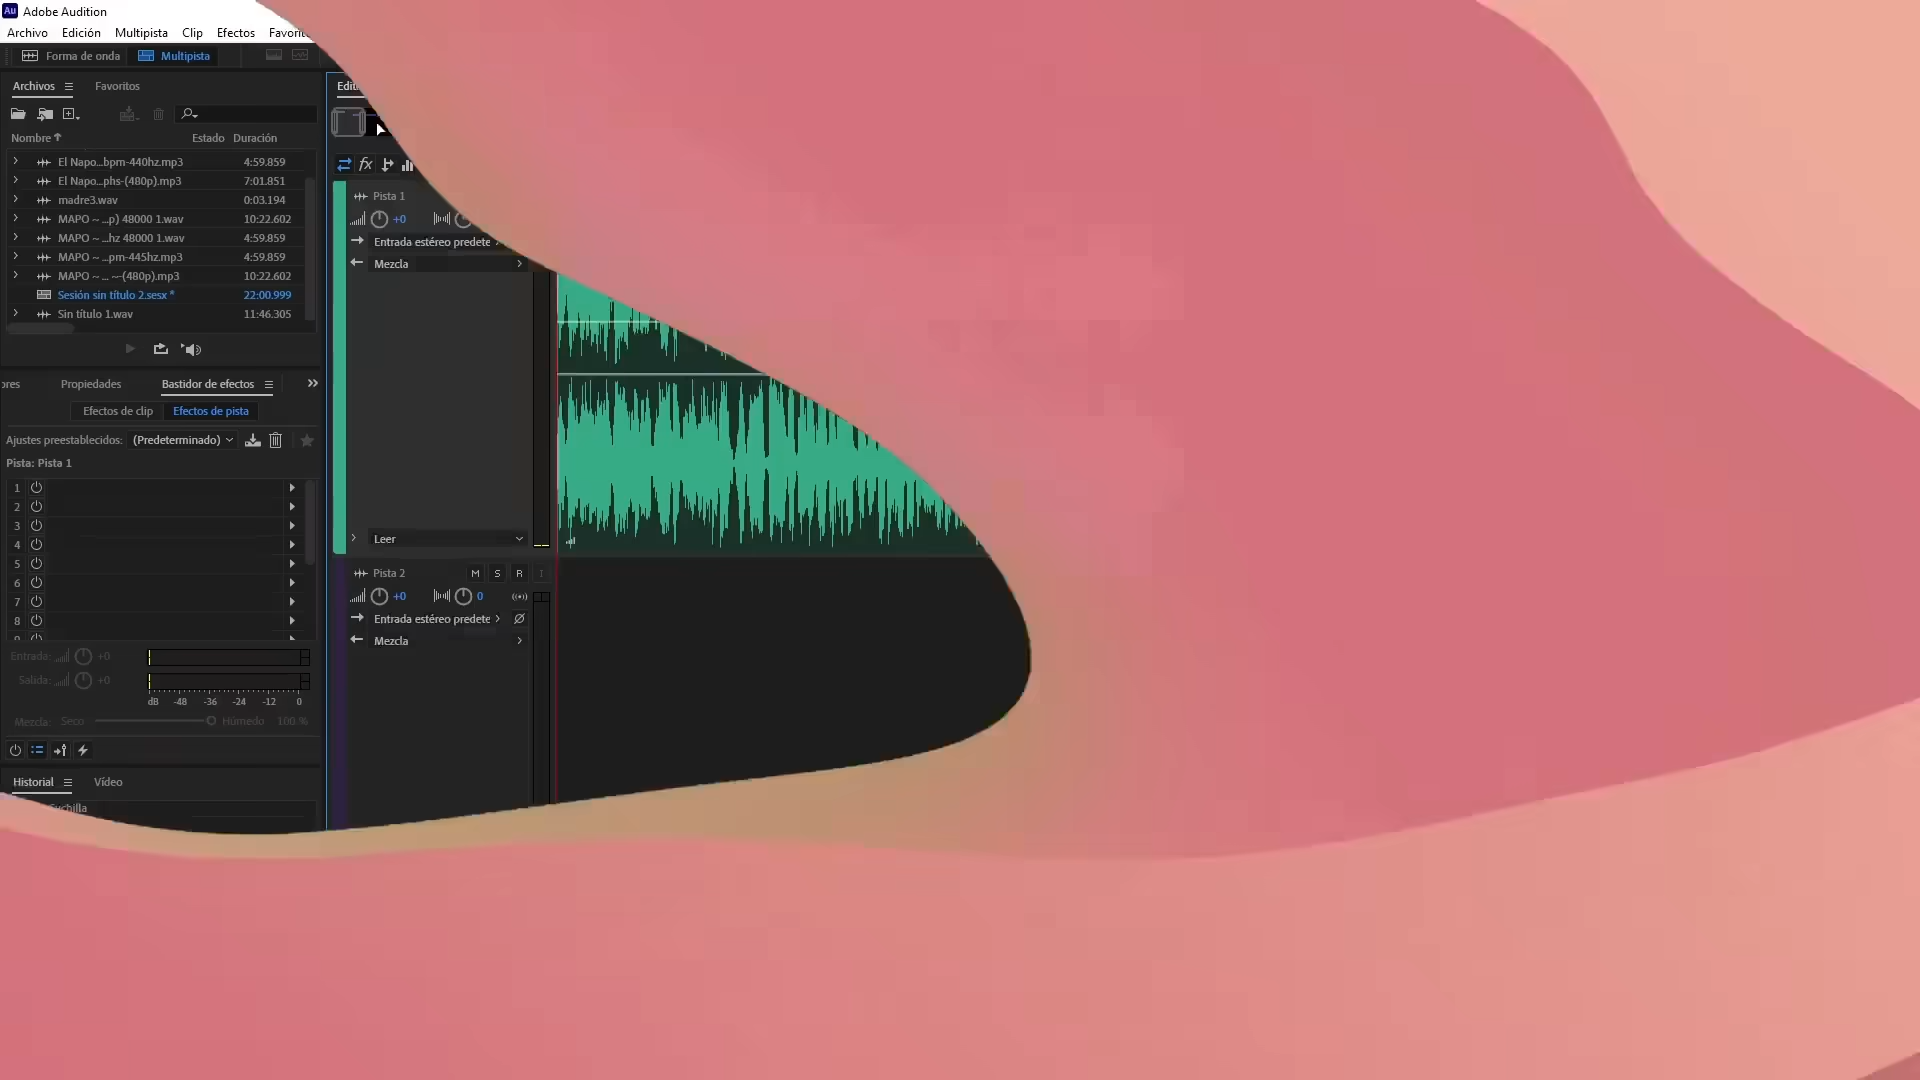 Au Adobe Audition
Archivo Edición Multipista Clip Efectos
Forma de onda Multipista
Archivos Favoritos
Nombre Estado Duración
El Napo...bpm-440hz.mp3 4:59.859
El Napo...phs-(480p).mp3 7:01.851
madre3.wav 0:03.194
MAPO ~ ...p) 48000 1.wav 10:22.602
MAPO ~ ...hz 48000 1.wav 4:59.859
MAPO ~ ...pm-445hz.mp3 4:59.859
MAPO ~ ... ~-(480p).mp3 10:22.602
Sesión sin título 2.sesx * 22:00.999
Sin título 1.wav 11:46.305
ores Propiedades Bastidor de efectos
Efectos de clip Efectos de pista
Ajustes preestablecidos: (Predeterminado)
Pista: Pista 1
1
2
3
4
5
6
7
8
9
Entrada: +0
Salida: +0
dB -48 -36 -24 -12 0
Mezcla: Seco Húmedo 100 %
Historial Vídeo
fx
Pista 1
+0
Entrada estéreo predete
Mezcla
Leer
Pista 2 M S R I
+0 0
Entrada estéreo predete
Mezcla